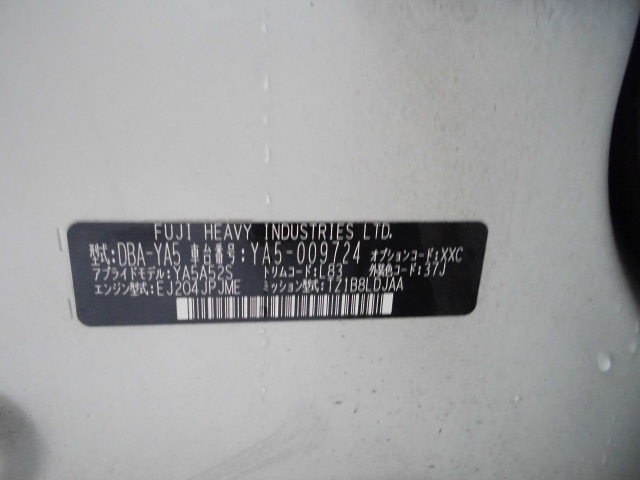 FUJI HEAVY INDUSTRIES LTD.
型式:DBA-YA5 車台番号:YA5-009724 オプションコード:XXC
アプライドモデル:YA5A52S トリムコード:L83 外装色コード:37J
エンジン型式:EJ204JPJME ミッション型式:TZ1B8LDJAA